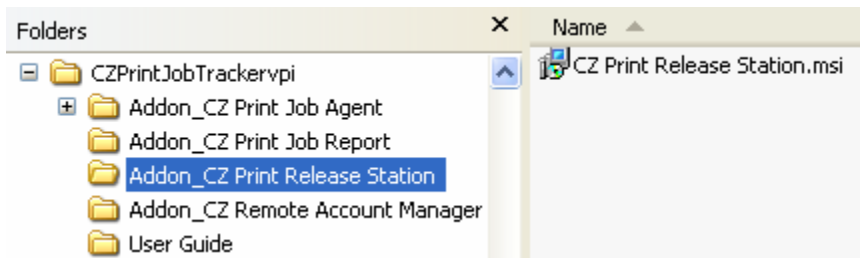 Folders
CZPrintJobTrackervpi
Addon_CZ Print Job Agent
Addon_CZ Print Job Report
Addon_CZ Print Release Station
Addon_CZ Remote Account Manager
User Guide
Name
CZ Print Release Station.msi